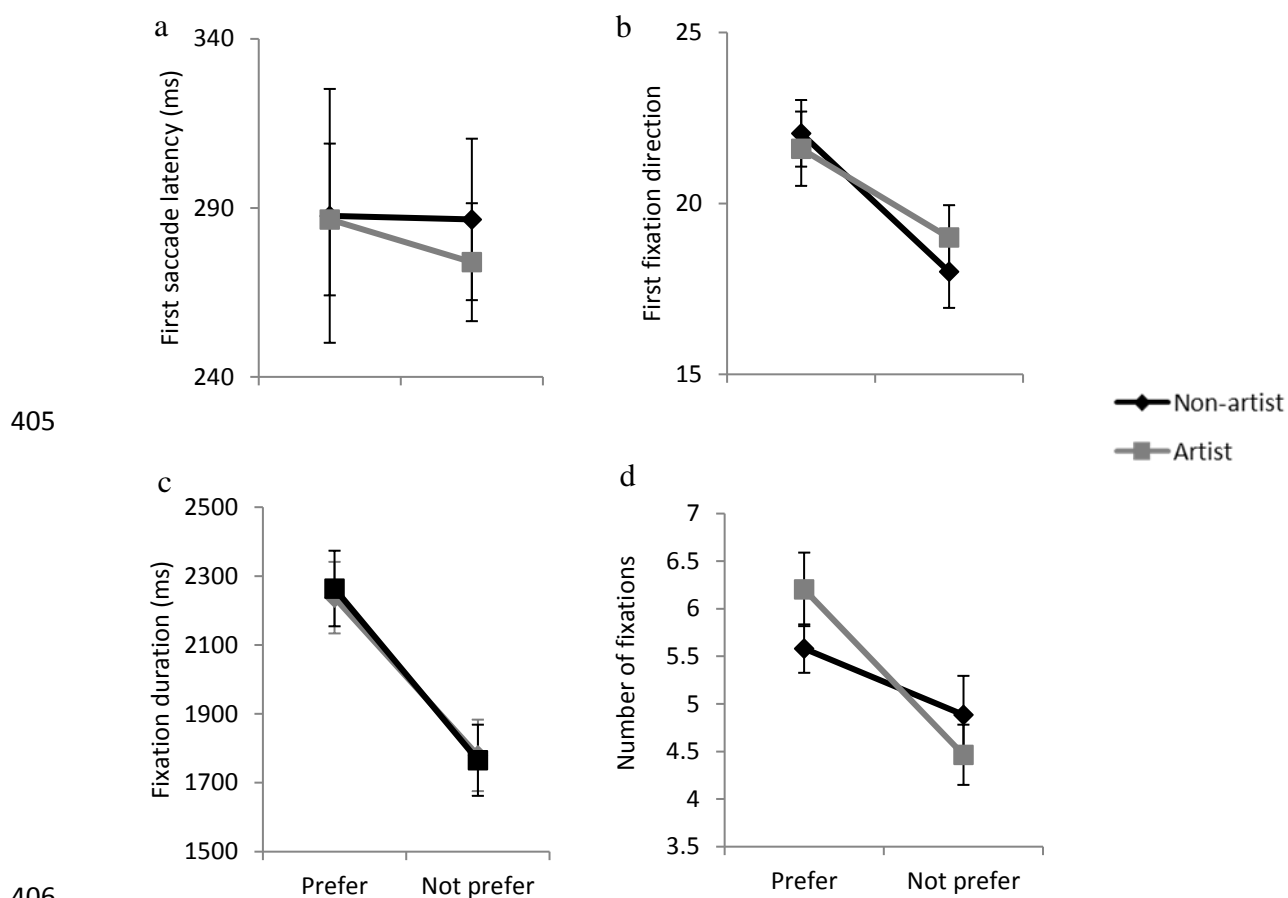 a
340
First saccade latency (ms)
290
240
b
25
First fixation direction
20
15
405
Non-artist
Artist
c
2500
Fixation duration (ms)
2300
2100
1900
1700
1500
Prefer
Not prefer
d
7
Number of fixations
6.5
6
5.5
5
4.5
4
3.5
Prefer
Not prefer
406